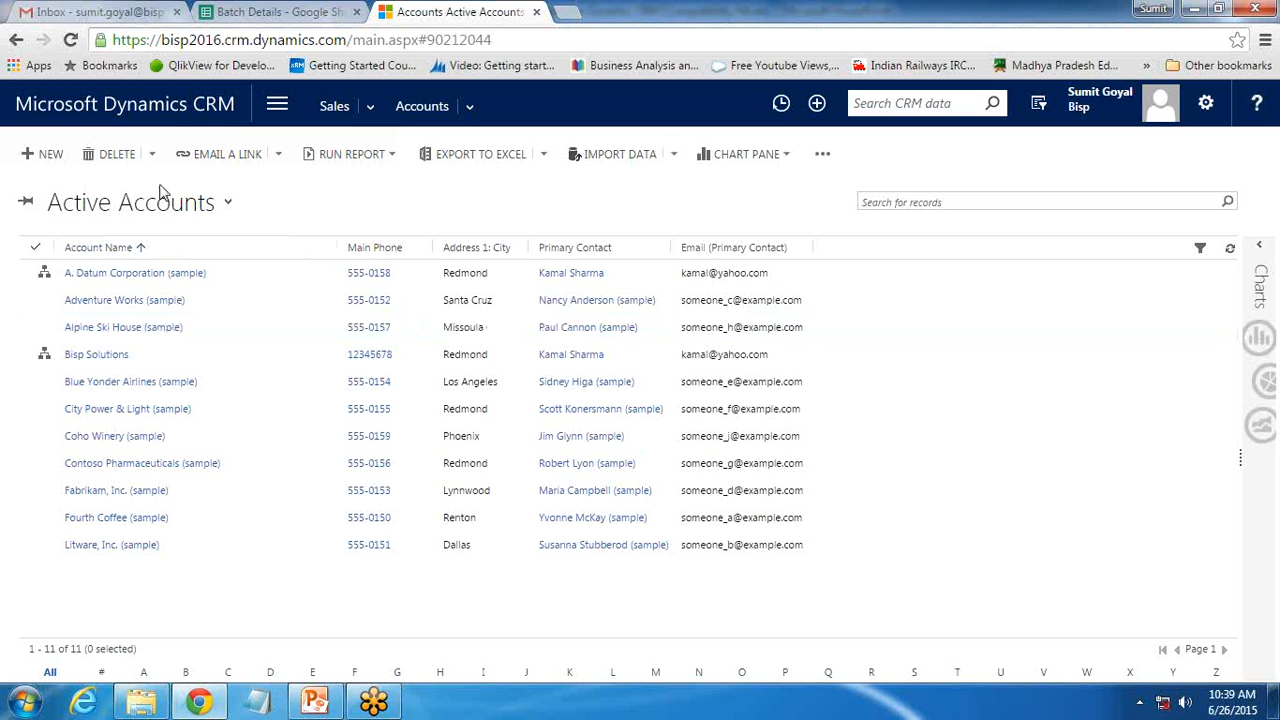 Inbox - sumit.goyal@bisp × Batch Details - Google Sh × Accounts Active Accounts × Sumit
https://bisp2016.crm.dynamics.com/main.aspx#90212044
Apps Bookmarks QlikView for Develo... Getting Started Cou... Video: Getting start... Business Analysis an... Free Youtube Views,... Indian Railways IRC... Madhya Pradesh Ed... » Other bookmarks
Microsoft Dynamics CRM Sales Accounts Search CRM data Sumit Goyal
Bisp ?
NEW DELETE EMAIL A LINK RUN REPORT EXPORT TO EXCEL IMPORT DATA CHART PANE •••
Active Accounts Search for records
Account Name Main Phone Address 1: City Primary Contact Email (Primary Contact)
A. Datum Corporation (sample) 555-0158 Redmond Kamal Sharma kamal@yahoo.com
Adventure Works (sample) 555-0152 Santa Cruz Nancy Anderson (sample) someone_c@example.com
Alpine Ski House (sample) 555-0157 Missoula Paul Cannon (sample) someone_h@example.com
Bisp Solutions 12345678 Redmond Kamal Sharma kamal@yahoo.com
Blue Yonder Airlines (sample) 555-0154 Los Angeles Sidney Higa (sample) someone_e@example.com
City Power & Light (sample) 555-0155 Redmond Scott Konersmann (sample) someone_f@example.com
Coho Winery (sample) 555-0159 Phoenix Jim Glynn (sample) someone_j@example.com
Contoso Pharmaceuticals (sample) 555-0156 Redmond Robert Lyon (sample) someone_g@example.com
Fabrikam, Inc. (sample) 555-0153 Lynnwood Maria Campbell (sample) someone_d@example.com
Fourth Coffee (sample) 555-0150 Renton Yvonne McKay (sample) someone_a@example.com
Litware, Inc. (sample) 555-0151 Dallas Susanna Stubberod (sample) someone_b@example.com
Charts
1 - 11 of 11 (0 selected) Page 1
All # A B C D E F G H I J K L M N O P Q R S T U V W X Y Z
10:39 AM
6/26/2015